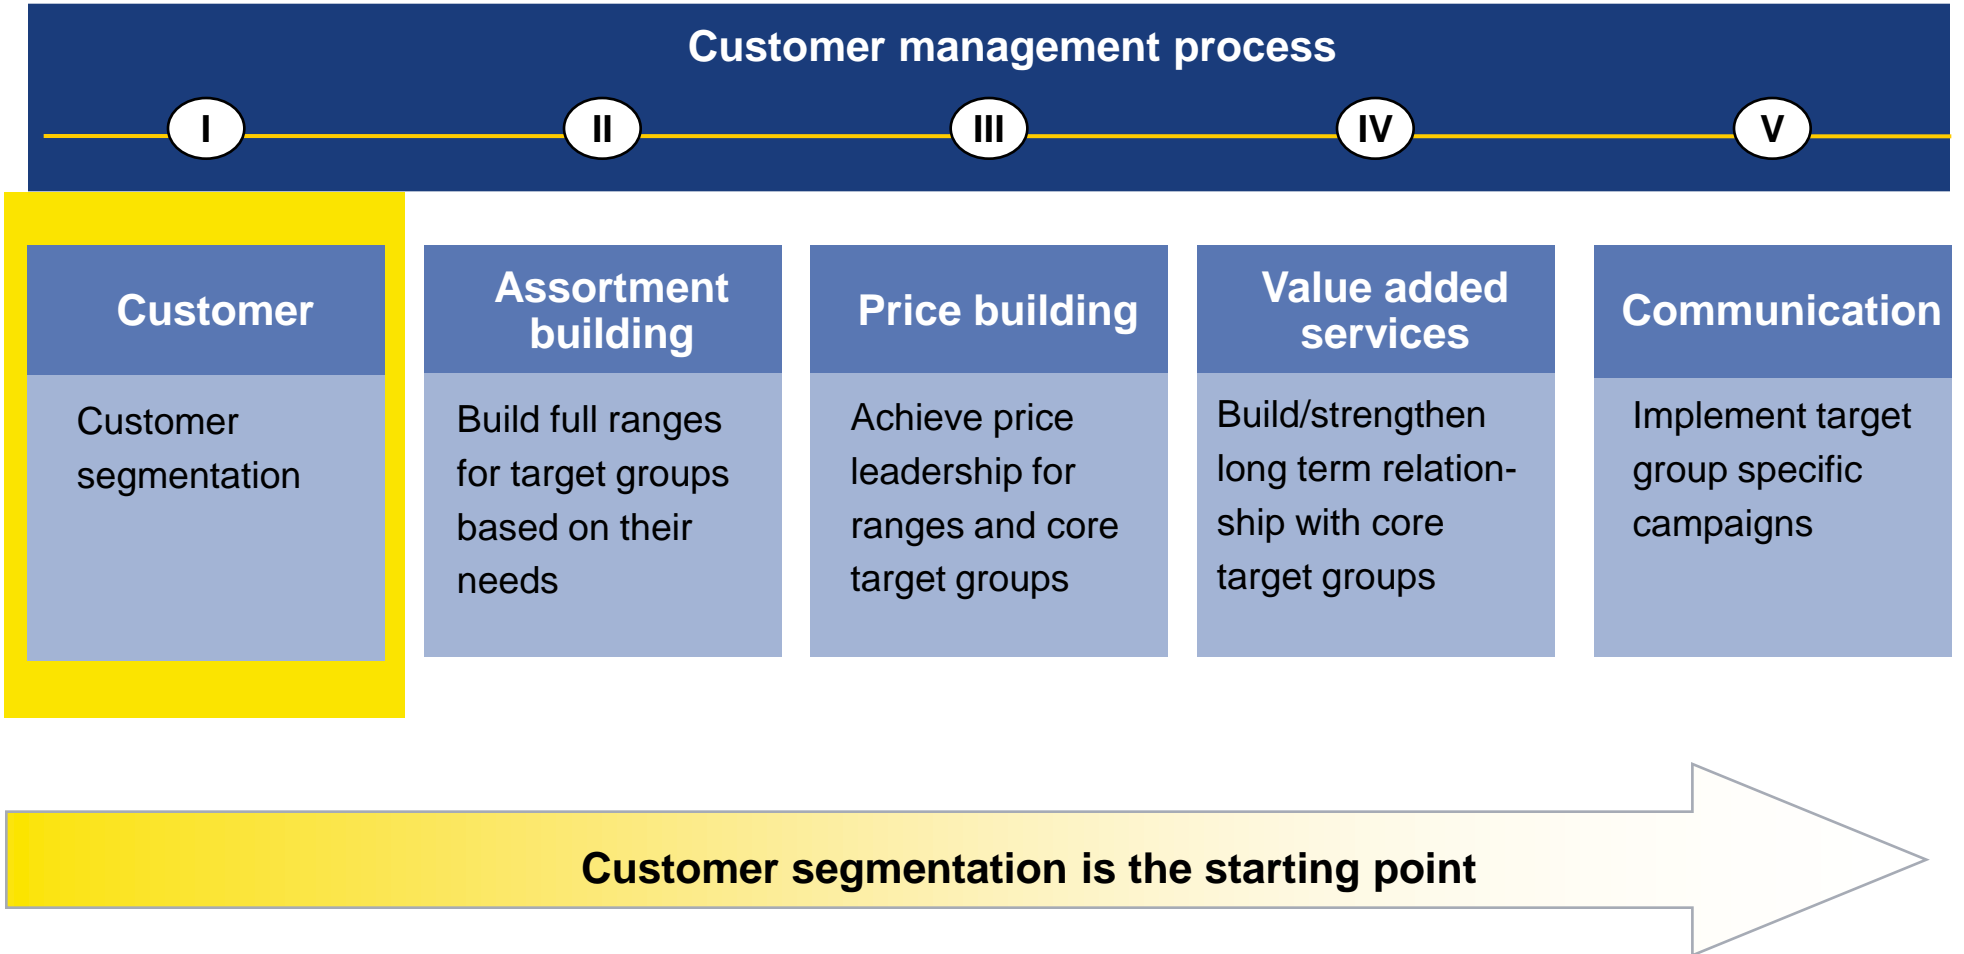 Customer management process
I
II
III
IV
V
Customer
Customer
segmentation
Assortment
building
Build full ranges
for target groups
based on their
needs
Price building
Achieve price
leadership for
ranges and core
target groups
Value added
services
Build/strengthen
long term relation-
ship with core
target groups
Communication
Implement target
group specific
campaigns
Customer segmentation is the starting point